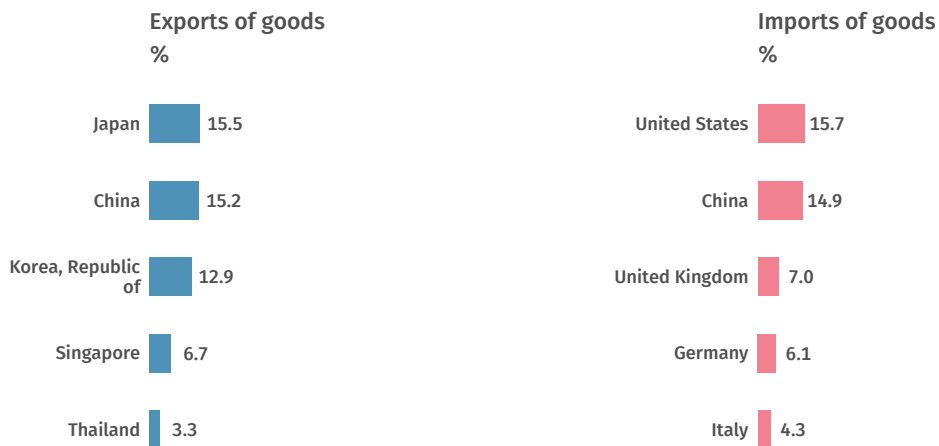 Exports of goods
%
Japan 15.5
China 15.2
Korea, Republic
of 12.9
Singapore 6.7
Thailand 3.3
Imports of goods
%
United States 15.7
China 14.9
United Kingdom 7.0
Germany 6.1
Italy 4.3